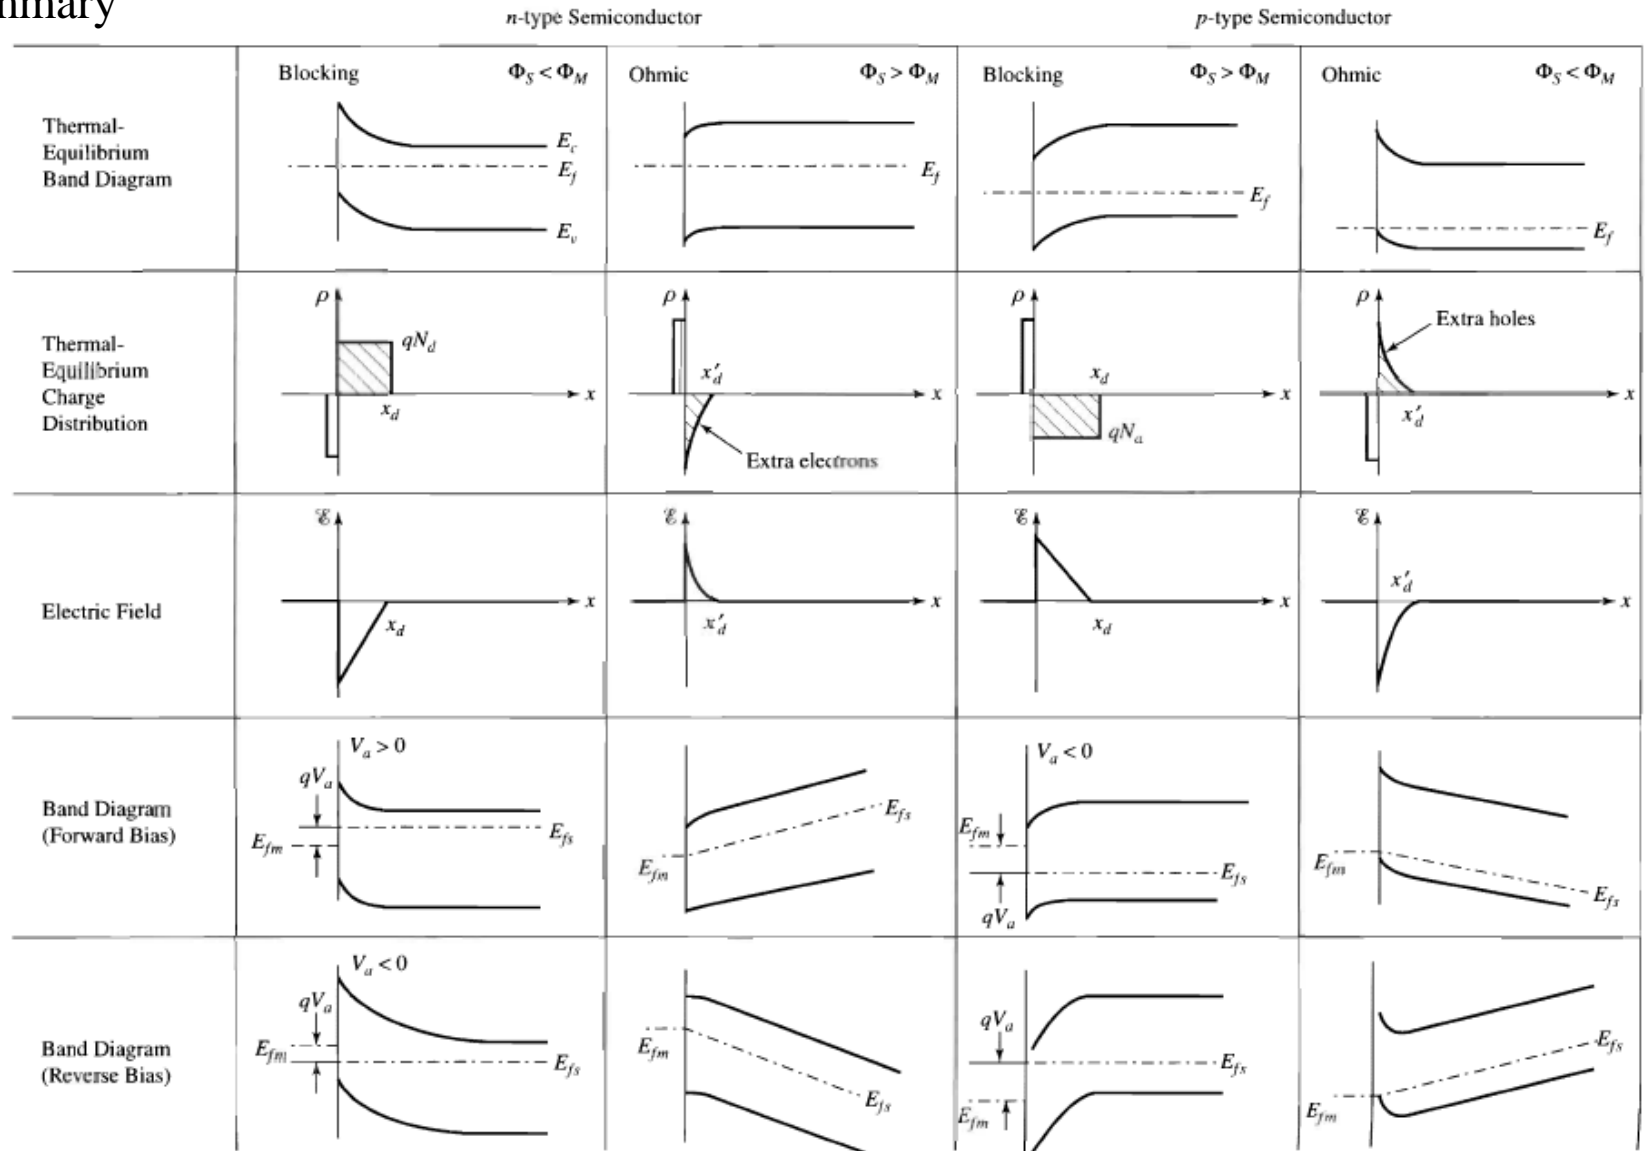 mmary
n-type Semiconductor
p-type Semiconductor
Blocking Φ_S < Φ_M
Ohmic Φ_S > Φ_M
Blocking Φ_S > Φ_M
Ohmic Φ_S < Φ_M
Thermal-
Equilibrium
Band Diagram
E_c
E_f
E_v
E_f
E_f
E_f
Thermal-
Equilibrium
Charge
Distribution
ρ
qN_d
x_d
x
ρ
x′_d
x
Extra electrons
ρ
x_d
x
qN_a
ρ
Extra holes
x′_d
x
Electric Field
ℰ
x_d
x
ℰ
x′_d
x
ℰ
x_d
x
ℰ
x′_d
x
Band Diagram
(Forward Bias)
V_a > 0
qV_a
E_fm
E_fs
E_fm
E_fs
V_a < 0
E_fm
E_fs
qV_a
E_fm
E_fs
Band Diagram
(Reverse Bias)
V_a < 0
qV_a
E_fm
E_fs
E_fm
E_fs
qV_a
E_fs
E_fm
E_fs
E_fm